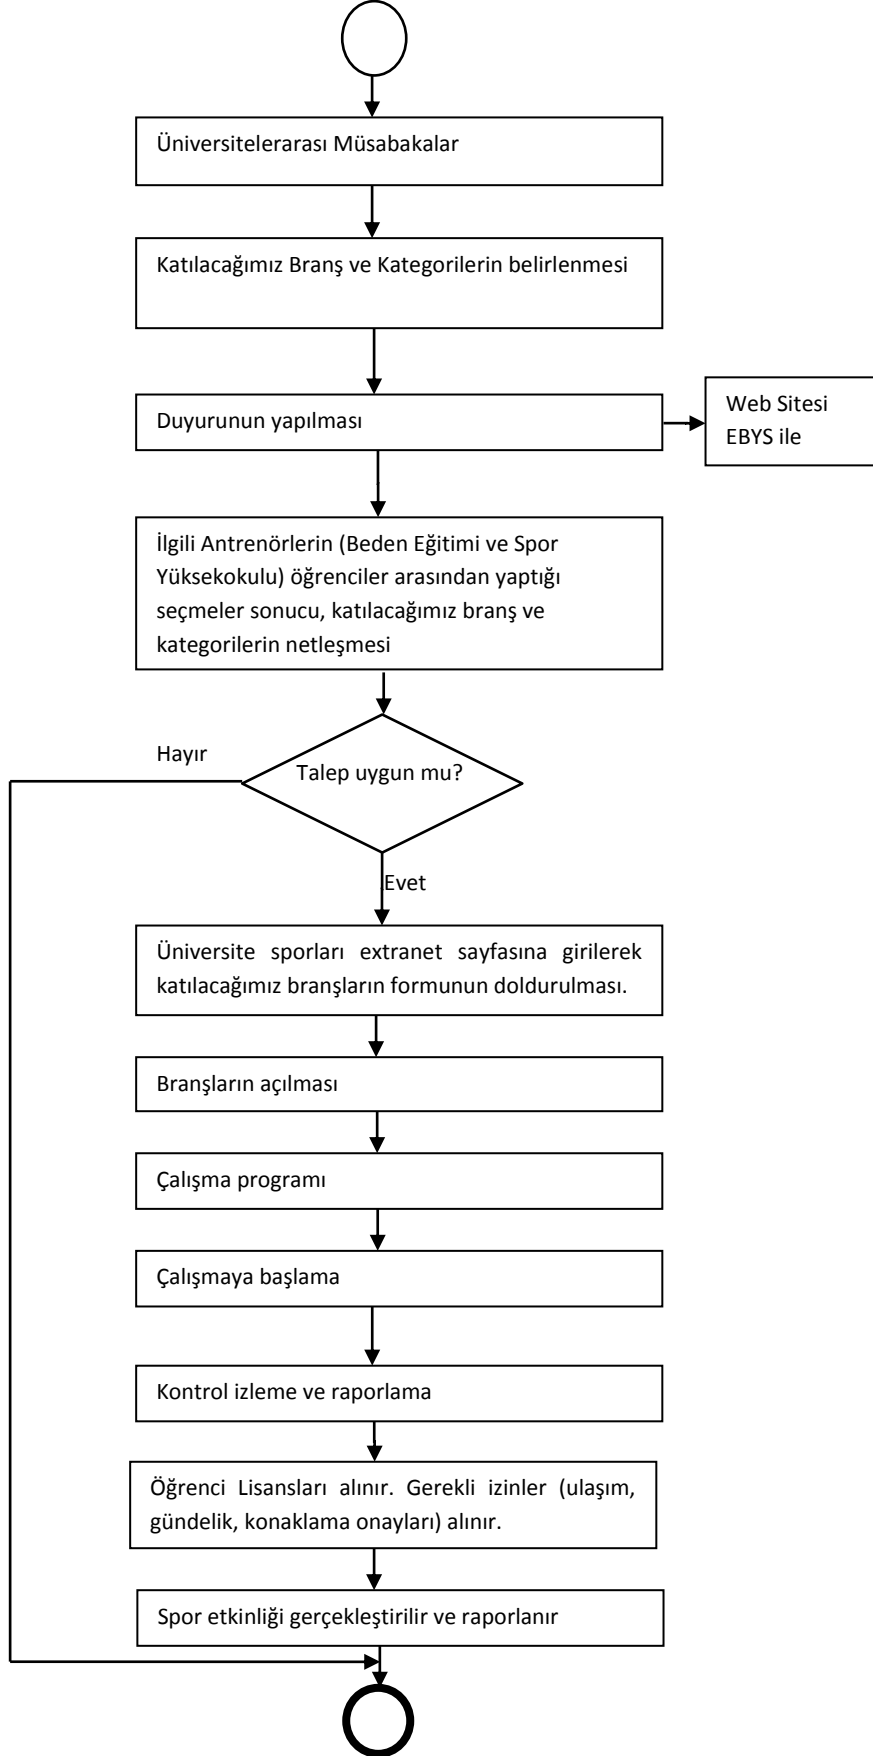 Üniversitelerarası Müsabakalar
Katılacağımız Branş ve Kategorilerin belirlenmesi
Duyurunun yapılması
Web Sitesi
EBYS ile
İlgili Antrenörlerin (Beden Eğitimi ve Spor
Yüksekokulu) öğrenciler arasından yaptığı
seçmeler sonucu, katılacağımız branş ve
kategorilerin netleşmesi
Hayır
Talep uygun mu?
Evet
Üniversite sporları extranet sayfasına girilerek
katılacağımız branşların formunun doldurulması.
Branşların açılması
Çalışma programı
Çalışmaya başlama
Kontrol izleme ve raporlama
Öğrenci Lisansları alınır. Gerekli izinler (ulaşım,
gündelik, konaklama onayları) alınır.
Spor etkinliği gerçekleştirilir ve raporlanır